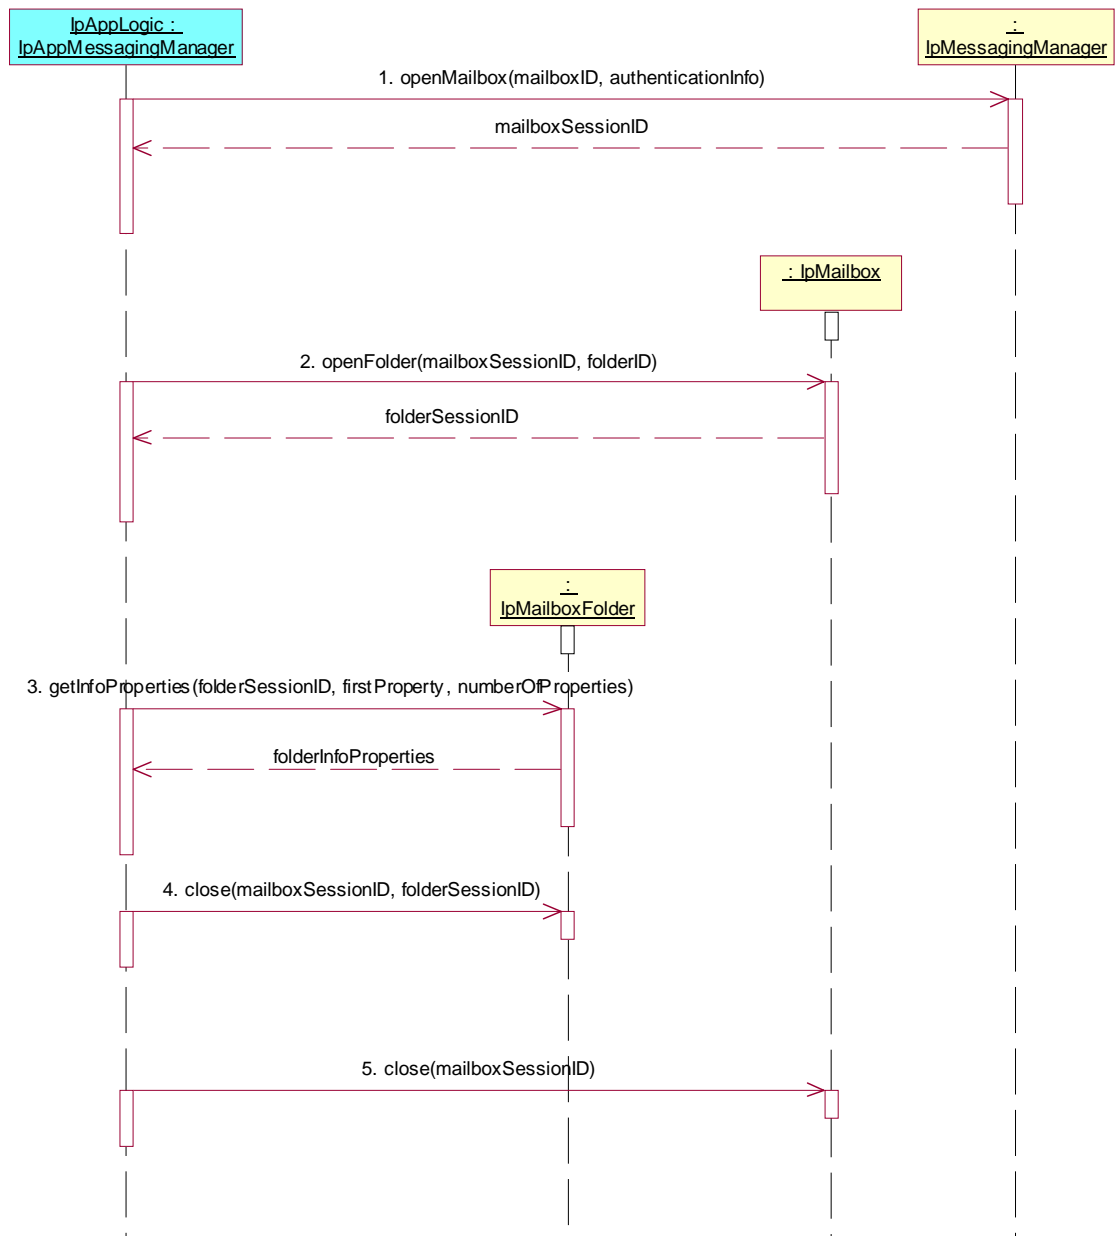 IpAppLogic :
IpAppMessagingManager
:
IpMessagingManager
1. openMailbox(mailboxID, authenticationInfo)
mailboxSessionID
: IpMailbox
2. openFolder(mailboxSessionID, folderID)
folderSessionID
:
IpMailboxFolder
3. getInfoProperties(folderSessionID, firstProperty, numberOfProperties)
folderInfoProperties
4. close(mailboxSessionID, folderSessionID)
5. close(mailboxSessionID)